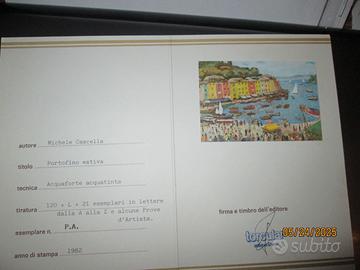 autore Michele Cascella
titolo Portofino estiva
tecnica Acquaforte acquatinta
tiratura 120 + L + 21 esemplari in lettere
dalla A alla Z e alcune Prove
d'Artista.
esemplare n. P.A.
anno di stampa 1982
firma e timbro dell'editore
torcular
05/24/2025
subito